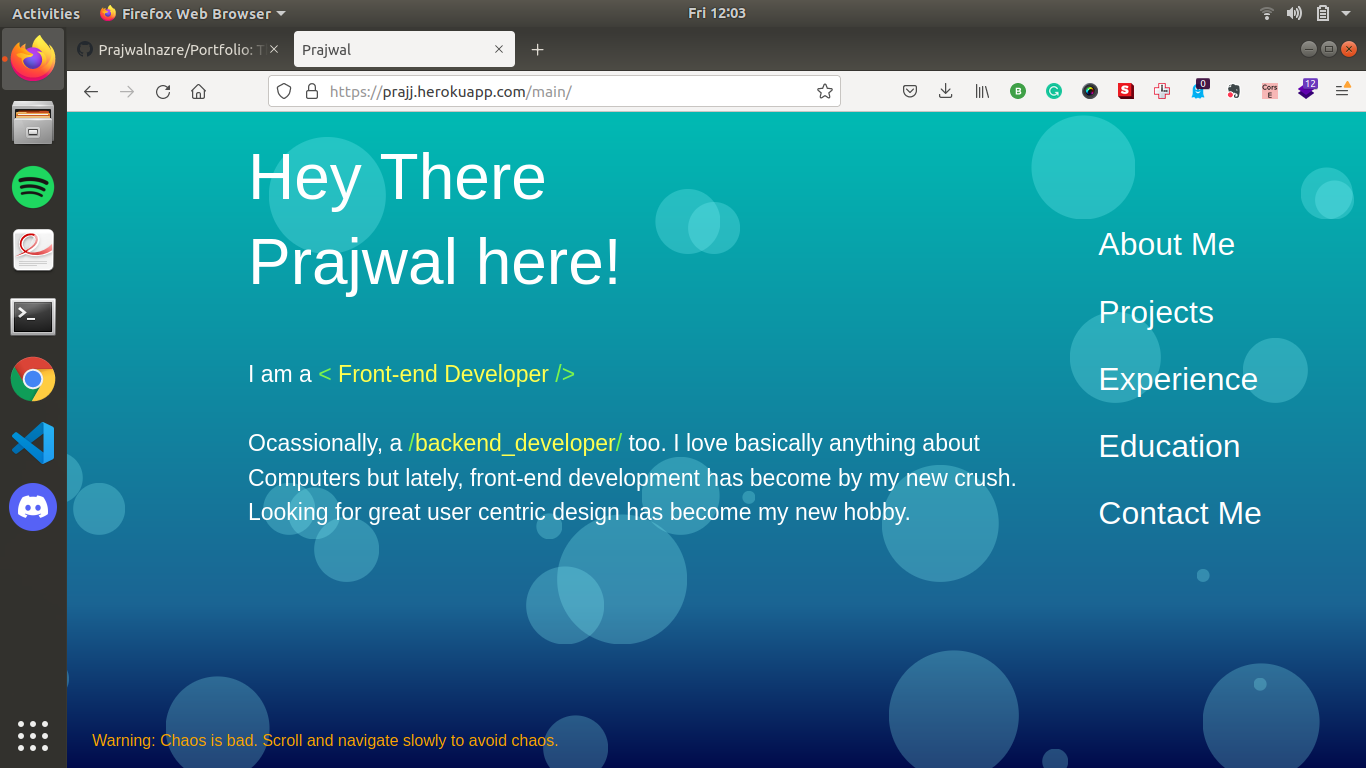 Activities
Firefox Web Browser
Fri 12:03
Prajwalnazre/Portfolio: T
Prajwal
https://prajj.herokuapp.com/main/
B
S
0
Cors
E
12
Hey There
Prajwal here!
I am a < Front-end Developer />
Ocassionally, a /backend_developer/ too. I love basically anything about
Computers but lately, front-end development has become by my new crush.
Looking for great user centric design has become my new hobby.
About Me
Projects
Experience
Education
Contact Me
Warning: Chaos is bad. Scroll and navigate slowly to avoid chaos.